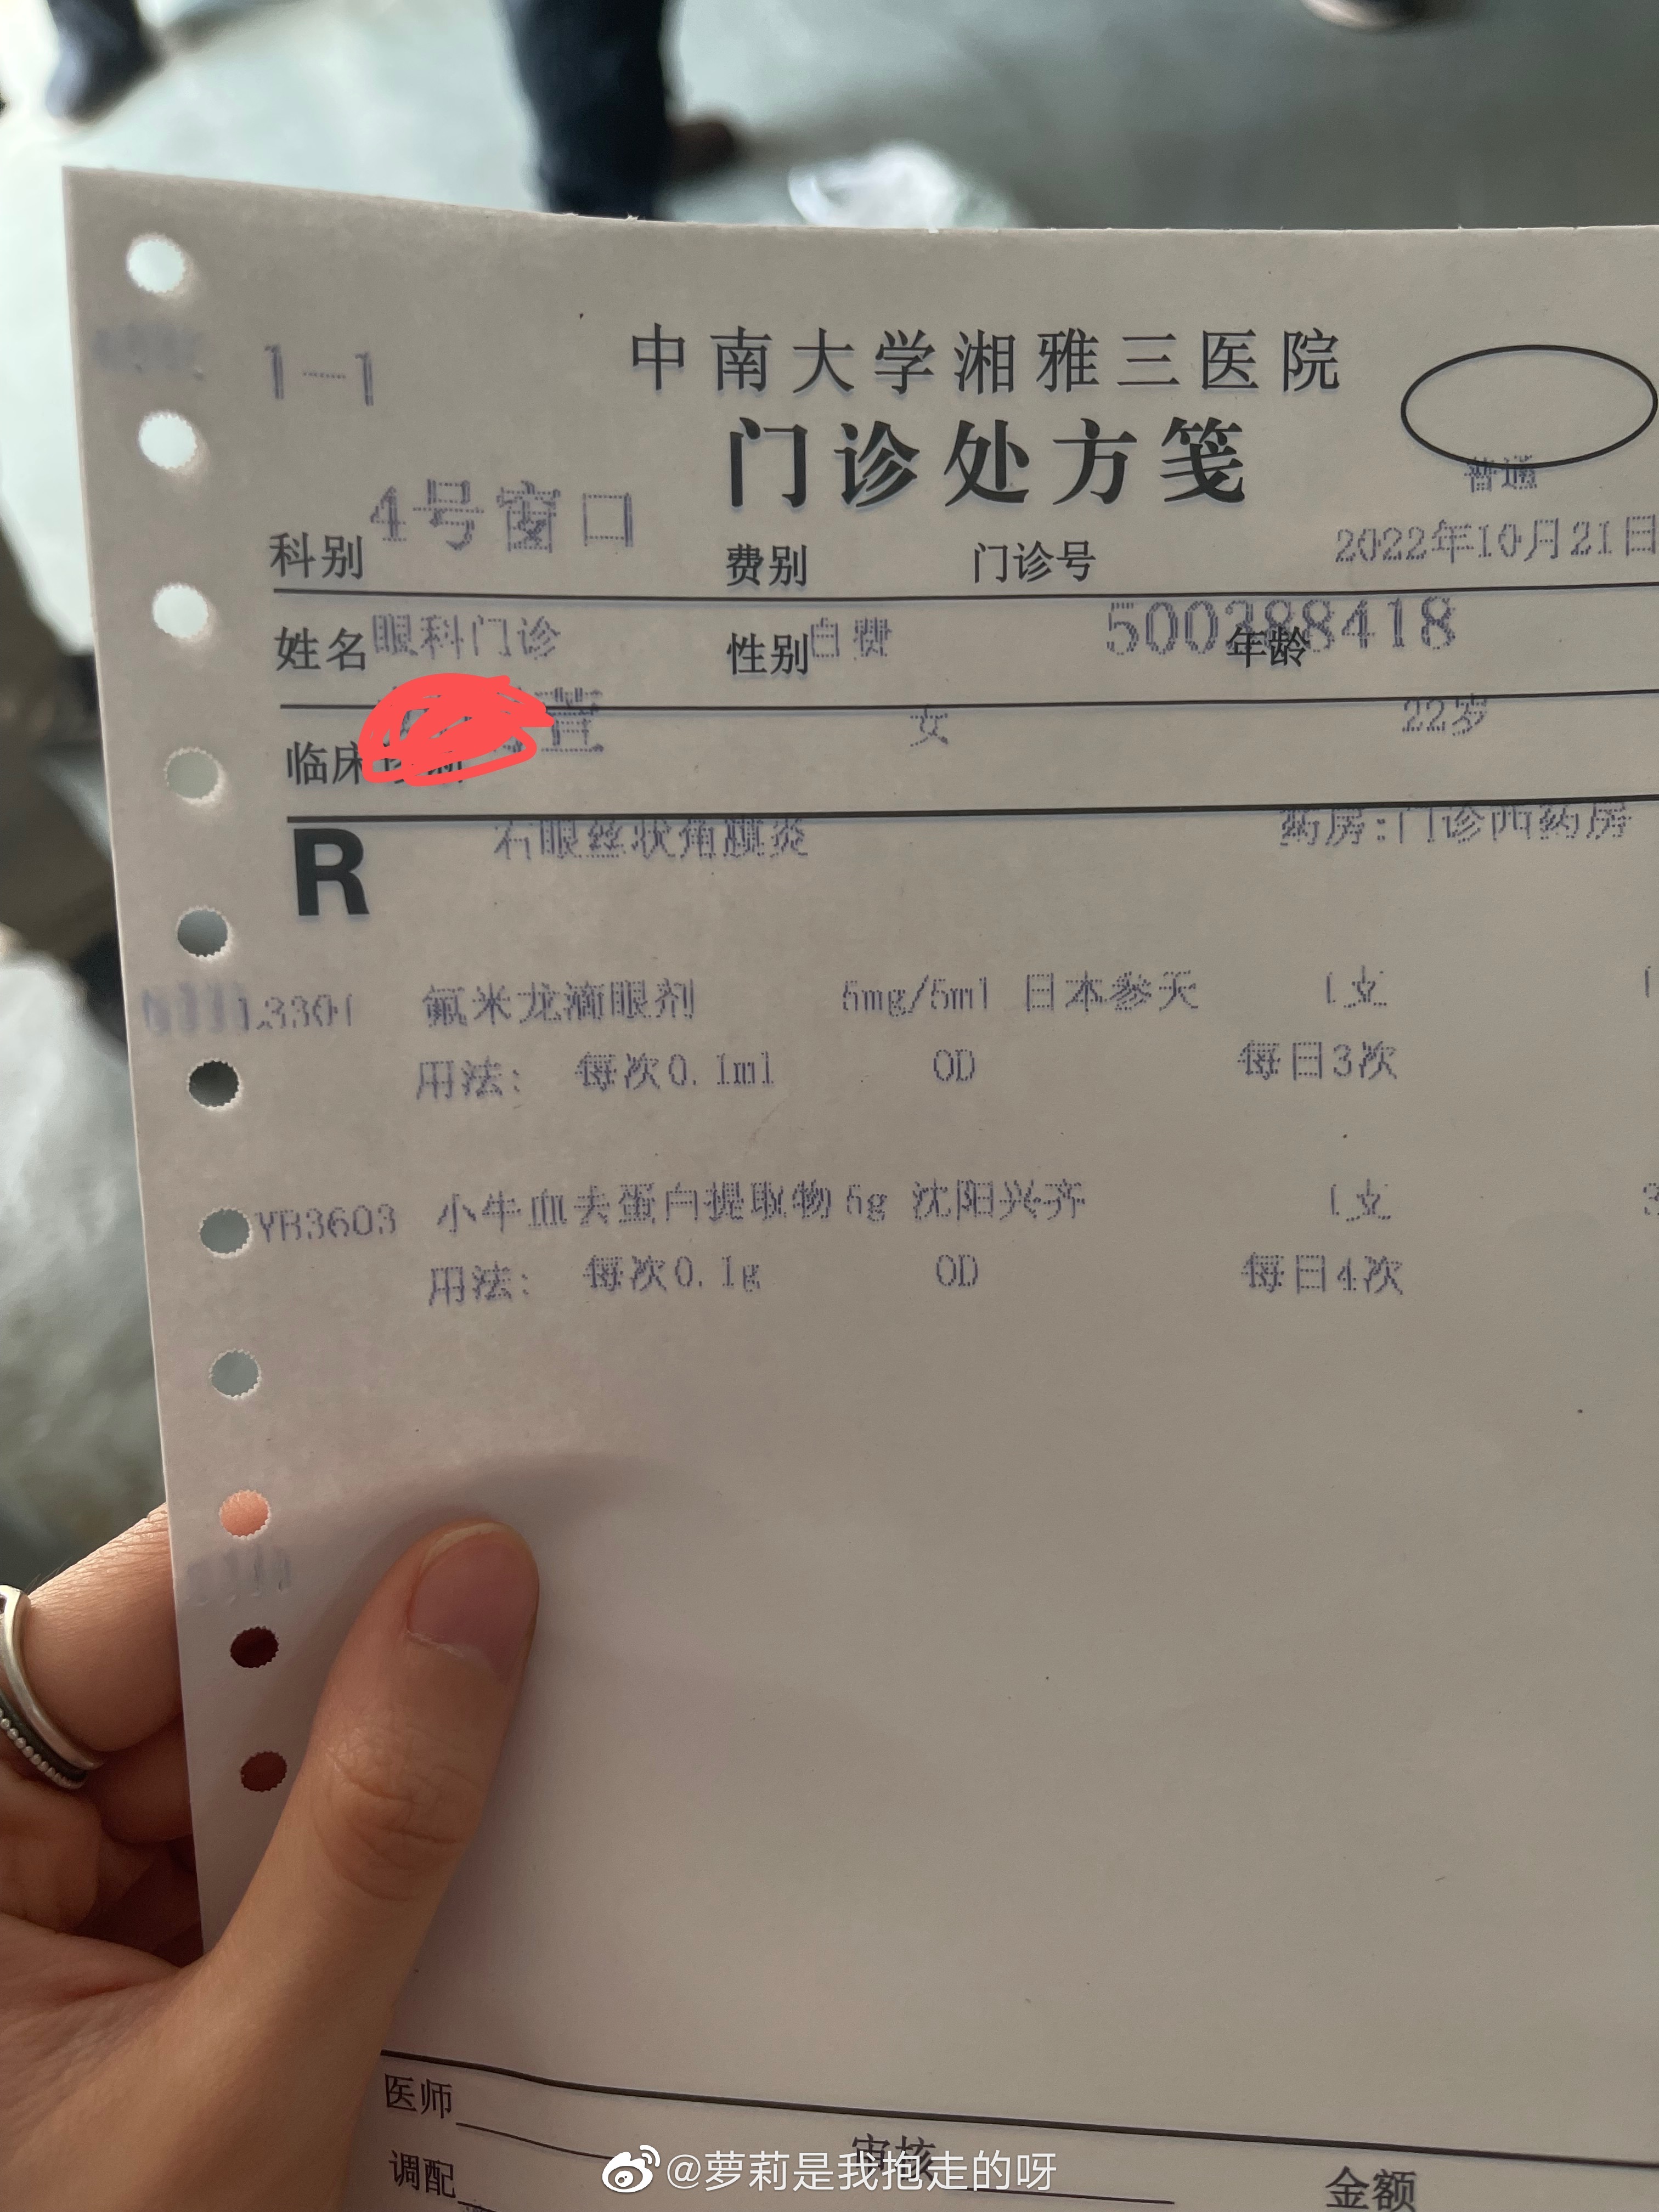 1—1
中南大学湘雅三医院
门诊处方笺
普通
4号窗口
科别 费别 门诊号 2022年10月21日
姓名 眼科门诊 性别 自费 500288418 年龄
临床 萱 女 22岁
R 右眼丝状角膜炎 药房:门诊西药房
13301 氟米龙滴眼剂 5mg/5ml 日本参天 1支
用法: 每次0.1ml OD 每日3次
YB3603 小牛血去蛋白提取物 5g 沈阳兴齐 1支
用法: 每次0.1g OD 每日4次
医师
调配 审核 金额
@萝莉是我抱走的呀